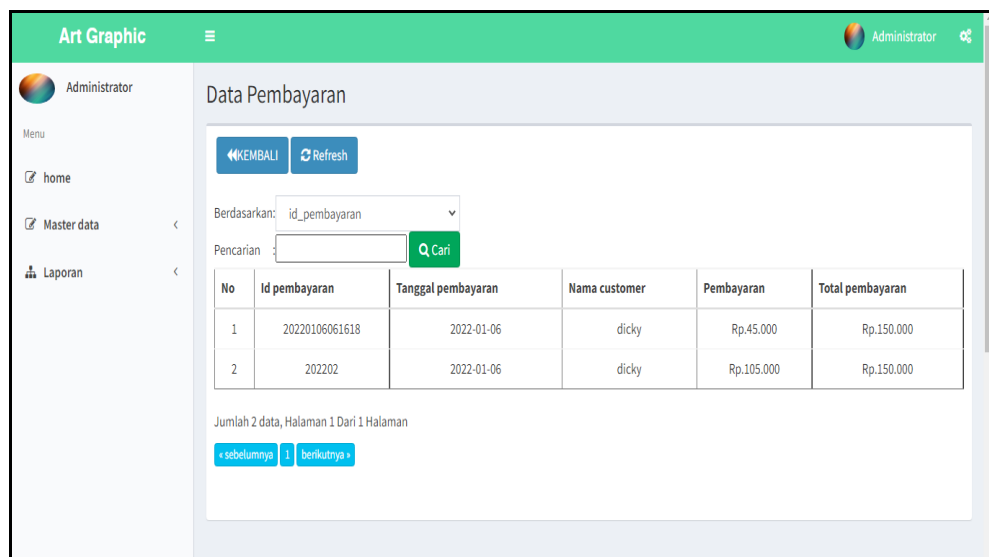 Art Graphic
Administrator
Administrator
Menu
home
Master data
Laporan
Data Pembayaran
KEMBALI Refresh
Berdasarkan: id_pembayaran
Pencarian : Cari
No Id pembayaran Tanggal pembayaran Nama customer Pembayaran Total pembayaran
1 20220106061618 2022-01-06 dicky Rp.45.000 Rp.150.000
2 202202 2022-01-06 dicky Rp.105.000 Rp.150.000
Jumlah 2 data, Halaman 1 Dari 1 Halaman
« sebelumnya 1 berikutnya »